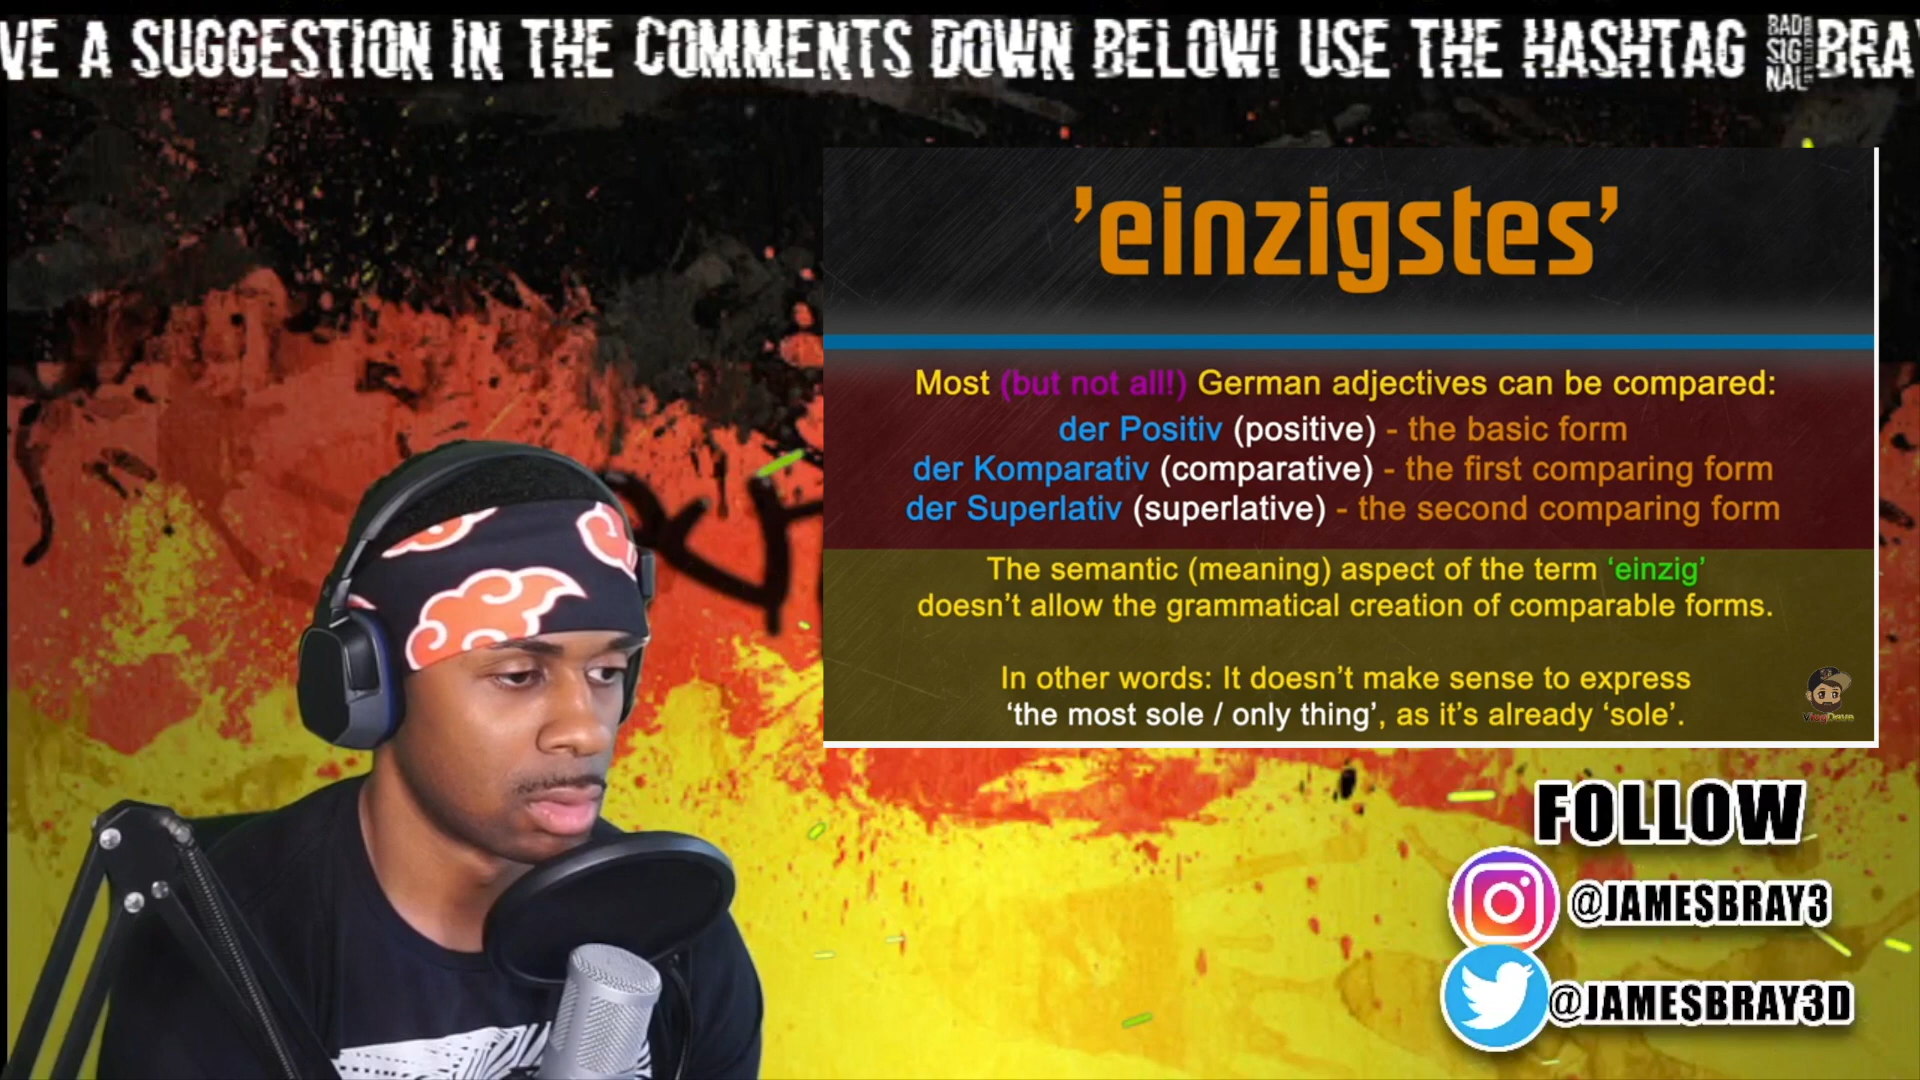 VE A SUGGESTION IN THE COMMENTS DOWN BELOW! USE THE HASHTAG BAD SIG NAL BRA
'einzigstes'
Most (but not all!) German adjectives can be compared:
der Positiv (positive) - the basic form
der Komparativ (comparative) - the first comparing form
der Superlativ (superlative) - the second comparing form
The semantic (meaning) aspect of the term 'einzig'
doesn't allow the grammatical creation of comparable forms.
In other words: It doesn't make sense to express
'the most sole / only thing', as it's already 'sole'.
VlogDave
FOLLOW
@JAMESBRAY3
@JAMESBRAY3D